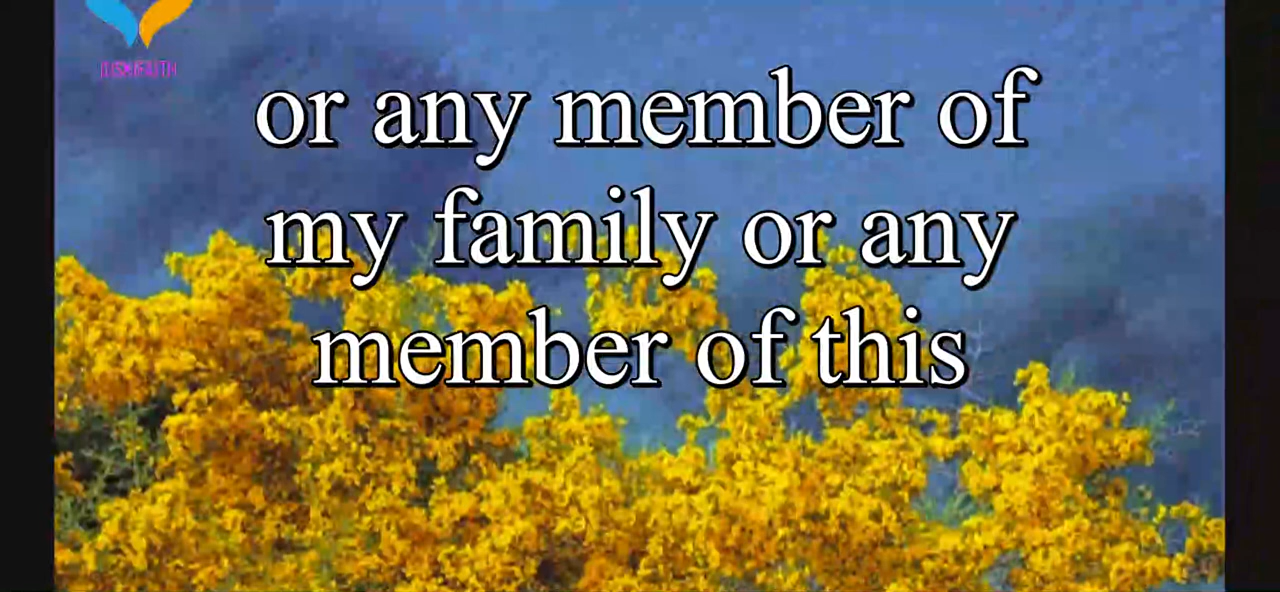 or any member of
my family or any
member of this